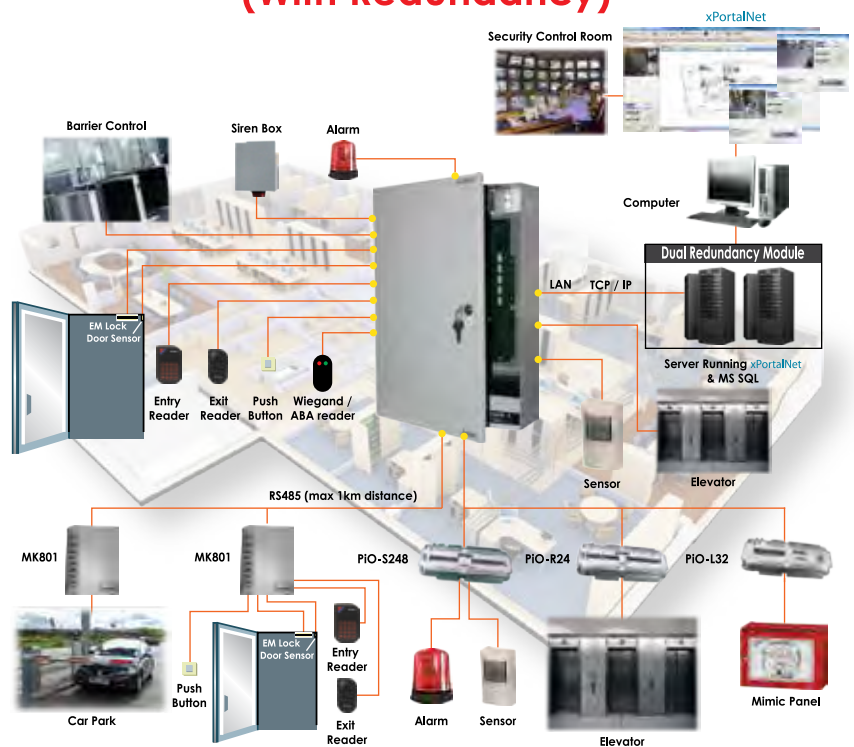 (With Redundancy)
xPortalNet
Security Control Room
Barrier Control
Siren Box
Alarm
Computer
Dual Redundancy Module
LAN
TCP / IP
EM Lock
Door Sensor
Server Running xPortalNet
& MS SQL
Entry
Reader
Exit
Reader
Push
Button
Wiegand /
ABA reader
Sensor
Elevator
RS485 (max 1km distance)
MK801
MK801
PiO-S248
PiO-R24
PiO-L32
EM Lock
Door Sensor
Entry
Reader
Push
Button
Exit
Reader
Car Park
Alarm
Sensor
Elevator
Mimic Panel